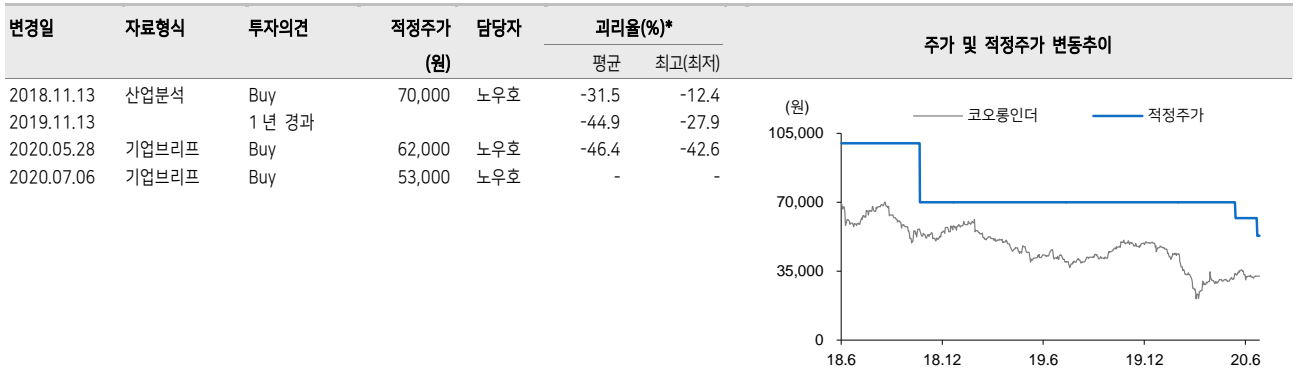 변경일 자료형식 투자의견 적정주가 담당자 괴리율(%)* 주가 및 적정주가 변동추이
(원) 평균 최고(최저)
2018.11.13 산업분석 Buy 70,000 노우호 -31.5 -12.4
2019.11.13 1년 경과 -44.9 -27.9
2020.05.28 기업브리프 Buy 62,000 노우호 -46.4 -42.6
2020.07.06 기업브리프 Buy 53,000 노우호 - -
(원) 코오롱인더 적정주가
105,000
70,000
35,000
0
18.6 18.12 19.6 19.12 20.6